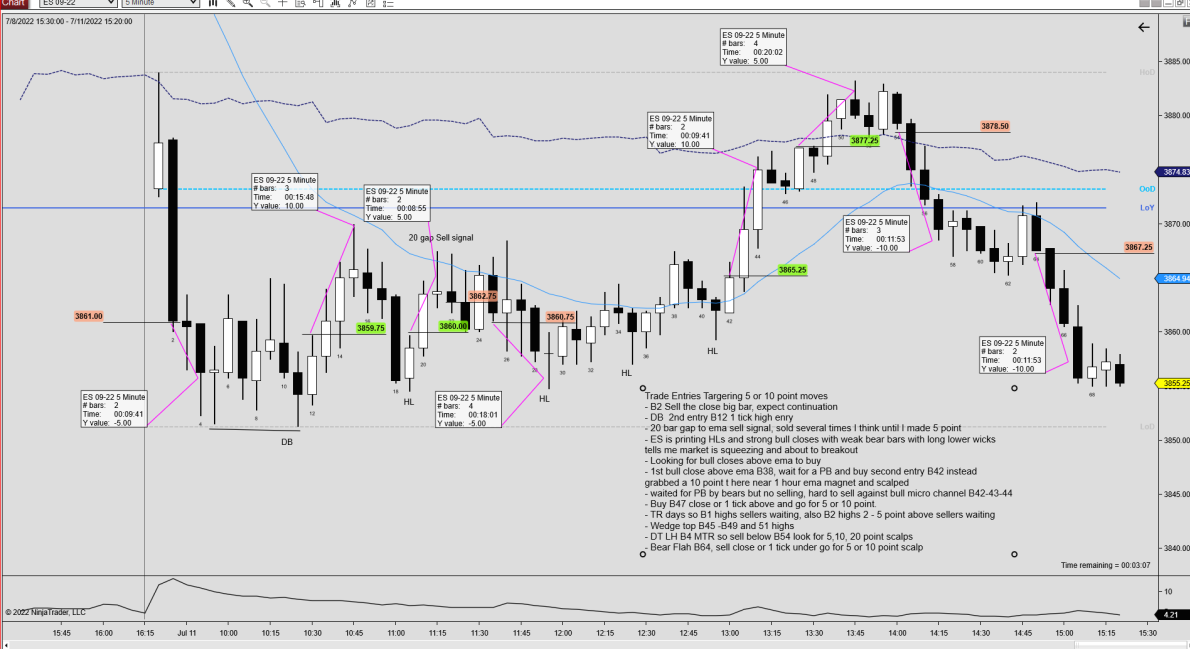 Chart
ES 09-22
5 Minute
7/8/2022 15:30:00 - 7/11/2022 15:20:00
ES 09-22 5 Minute
# bars: 4
Time: 00:20:02
Y value: 5.00
HoD
3885.00
ES 09-22 5 Minute
# bars: 2
Time: 00:09:41
Y value: 10.00
3880.00
3878.50
3877.25
ES 09-22 5 Minute
# bars: 3
Time: 00:15:48
Y value: 10.00
ES 09-22 5 Minute
# bars: 2
Time: 00:08:55
Y value: 5.00
3874.83
OoD
LoY
3870.00
20 gap Sell signal
ES 09-22 5 Minute
# bars: 3
Time: 00:11:53
Y value: -10.00
3867.25
3865.25
3864.94
3862.75
3861.00
3859.75
3860.00
3860.75
3860.00
2
4
6
8
10
12
14
16
20
24
26
28
30
32
34
36
38
40
42
44
46
48
50
56
58
60
62
64
66
68
HL
HL
HL
HL
DB
ES 09-22 5 Minute
# bars: 2
Time: 00:09:41
Y value: -5.00
ES 09-22 5 Minute
# bars: 4
Time: 00:18:01
Y value: -5.00
ES 09-22 5 Minute
# bars: 2
Time: 00:11:53
Y value: -10.00
3855.25
LoD
3850.00
3845.00
3840.00
Trade Entries Targering 5 or 10 point moves
- B2 Sell the close big bar, expect continuation
- DB 2nd entry B12 1 tick high enry
- 20 bar gap to ema sell signal, sold several times I think until I made 5 point
- ES is printing HLs and strong bull closes with weak bear bars with long lower wicks
tells me market is squeezing and about to breakout
- Looking for bull closes above ema to buy
- 1st bull close above ema B38, wait for a PB and buy second entry B42 instead
grabbed a 10 point t here near 1 hour ema magnet and scalped
- waited for PB by bears but no selling, hard to sell against bull micro channel B42-43-44
- Buy B47 close or 1 tick above and go for 5 or 10 point.
- TR days so B1 highs sellers waiting, also B2 highs 2 - 5 point above sellers waiting
- Wedge top B45 -B49 and 51 highs
- DT LH B4 MTR so sell below B54 look for 5,10, 20 point scalps
- Bear Flah B64, sell close or 1 tick under go for 5 or 10 point scalp
Time remaining = 00:03:07
10
4.21
© 2022 NinjaTrader, LLC
15:45
16:00
16:15
Jul 11
10:00
10:15
10:30
10:45
11:00
11:15
11:30
11:45
12:00
12:15
12:30
12:45
13:00
13:15
13:30
13:45
14:00
14:15
14:30
14:45
15:00
15:15
15:30